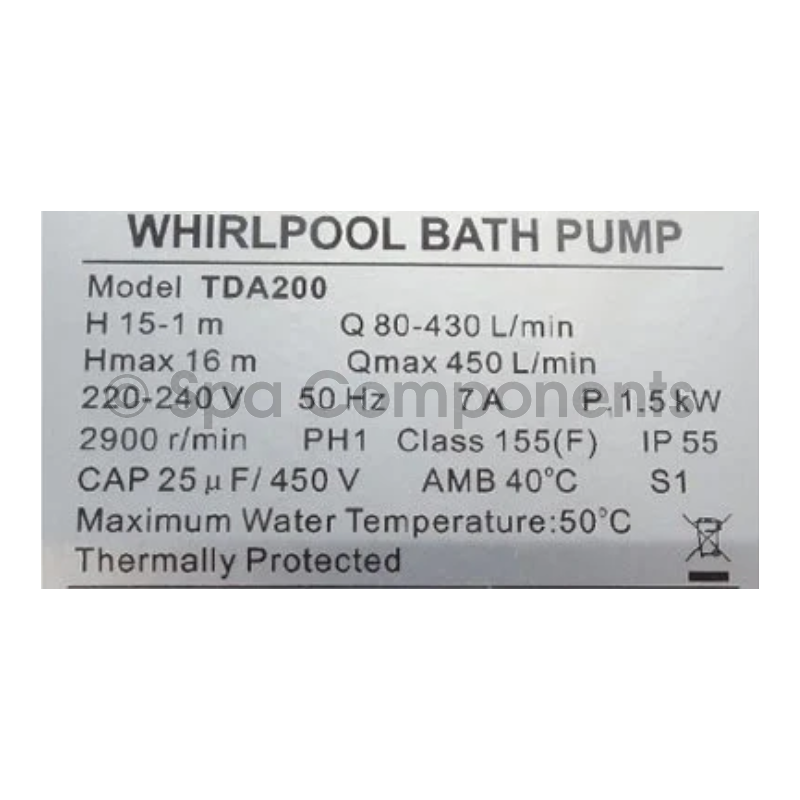 WHIRLPOOL BATH PUMP
Model TDA200
H 15-1 m Q 80-430 L/min
Hmax 16 m Qmax 450 L/min
© Spa Components
220-240 V 50 Hz 7 A P. 1.5 kW
2900 r/min PH1 Class 155(F) IP 55
CAP 25 μF/ 450 V AMB 40°C S1
Maximum Water Temperature:50°C
Thermally Protected